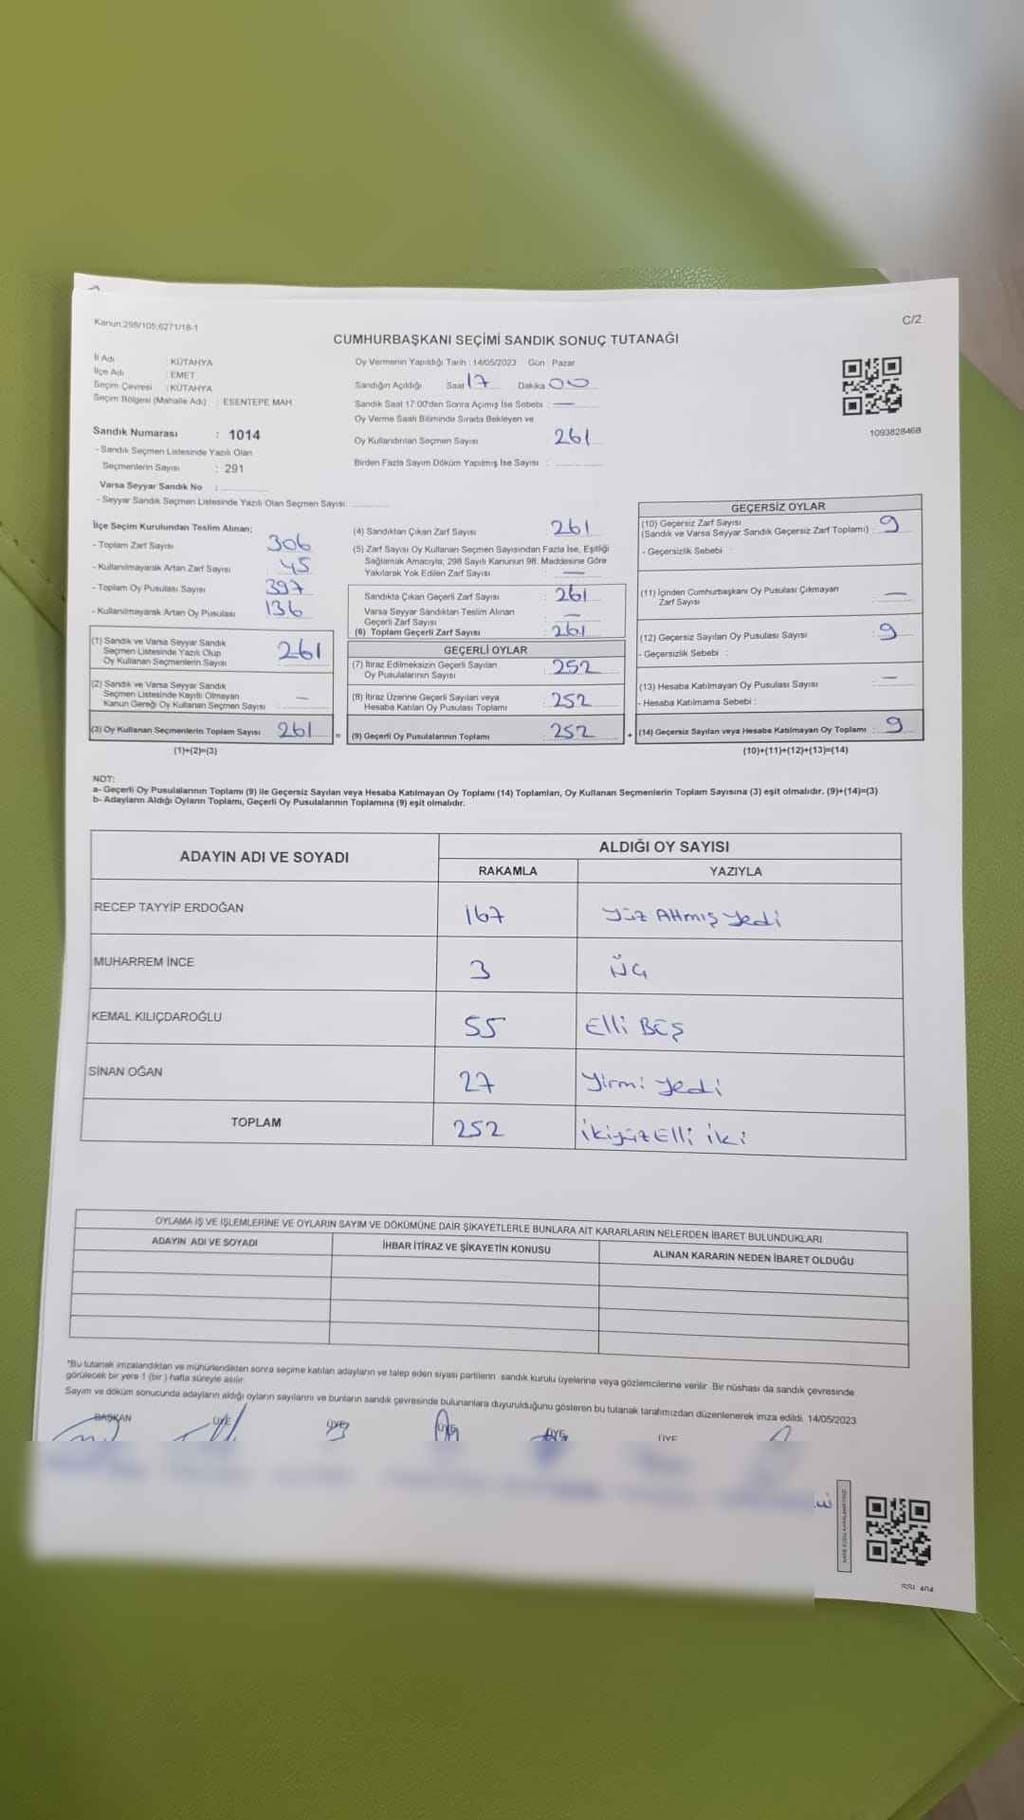 Kanun:298/105;6271/18-1
C/2
CUMHURBAŞKANI SEÇİMİ SANDIK SONUÇ TUTANAĞI
İl Adı : KÜTAHYA
İlçe Adı : EMET
Seçim Çevresi : KÜTAHYA
Seçim Bölgesi (Mahalle Adı) : ESENTEPE MAH.
Sandık Numarası : 1014
- Sandık Seçmen Listesinde Yazılı Olan
Seçmenlerin Sayısı : 291
Varsa Seyyar Sandık No :
- Seyyar Sandık Seçmen Listesinde Yazılı Olan Seçmen Sayısı:
Oy Vermenin Yapıldığı Tarih : 14/05/2023 Gün : Pazar
Sandığın Açıldığı Saat 17 Dakika 00
Sandık Saat 17:00'den Sonra Açmış İse Sebebi : —
Oy Verme Saati Bitiminde Sırada Bekleyen ve
Oy Kullandırılan Seçmen Sayısı 261
Birden Fazla Sayım Döküm Yapılmış İse Sayısı :
1093828468
İlçe Seçim Kurulundan Teslim Alınan;
- Toplam Zarf Sayısı 306
- Kullanılmayarak Artan Zarf Sayısı 45
- Toplam Oy Pusulası Sayısı 397
- Kullanılmayarak Artan Oy Pusulası 136
(1) Sandık ve Varsa Seyyar Sandık
Seçmen Listesinde Yazılı Olup
Oy Kullanan Seçmenlerin Sayısı 261
(2) Sandık ve Varsa Seyyar Sandık
Seçmen Listesinde Kayıtlı Olmayan
Kanun Gereği Oy Kullanan Seçmen Sayısı —
(3) Oy Kullanan Seçmenlerin Toplam Sayısı 261
(1)+(2)=(3)
(4) Sandıktan Çıkan Zarf Sayısı 261
(5) Zarf Sayısı Oy Kullanan Seçmen Sayısından Fazla İse, Eşitliği
Sağlamak Amacıyla; 298 Sayılı Kanunun 98. Maddesine Göre
Yakılarak Yok Edilen Zarf Sayısı —
Sandıkta Çıkan Geçerli Zarf Sayısı 261
Varsa Seyyar Sandıktan Teslim Alınan
Geçerli Zarf Sayısı —
(6) Toplam Geçerli Zarf Sayısı 261
GEÇERLİ OYLAR
(7) İtiraz Edilmeksizin Geçerli Sayılan
Oy Pusulalarının Sayısı 252
(8) İtiraz Üzerine Geçerli Sayılan veya
Hesaba Katılan Oy Pusulası Toplamı 252
= (9) Geçerli Oy Pusulalarının Toplamı 252
GEÇERSİZ OYLAR
(10) Geçersiz Zarf Sayısı : 9
(Sandık ve Varsa Seyyar Sandık Geçersiz Zarf Toplamı)
- Geçersizlik Sebebi :
(11) İçinden Cumhurbaşkanı Oy Pusulası Çıkmayan
Zarf Sayısı —
(12) Geçersiz Sayılan Oy Pusulası Sayısı : 9
- Geçersizlik Sebebi :
(13) Hesaba Katılmayan Oy Pusulası Sayısı : —
- Hesaba Katılmama Sebebi :
+ (14) Geçersiz Sayılan veya Hesaba Katılmayan Oy Toplamı : 9
(10)+(11)+(12)+(13)=(14)
NOT:
a- Geçerli Oy Pusulalarının Toplamı (9) ile Geçersiz Sayılan veya Hesaba Katılmayan Oy Toplamı (14) Toplamları, Oy Kullanan Seçmenlerin Toplam Sayısına (3) eşit olmalıdır. (9)+(14)=(3)
b- Adayların Aldığı Oyların Toplamı, Geçerli Oy Pusulalarının Toplamına (9) eşit olmalıdır.
ADAYIN ADI VE SOYADI ALDIĞI OY SAYISI
RAKAMLA YAZIYLA
RECEP TAYYİP ERDOĞAN 167 Yüz Altmış Yedi
MUHARREM İNCE 3 Üç
KEMAL KILIÇDAROĞLU 55 Elli BEŞ
SİNAN OĞAN 27 Yirmi Yedi
TOPLAM 252 ikiyüz Elli iki
OYLAMA İŞ VE İŞLEMLERİNE VE OYLARIN SAYIM VE DÖKÜMÜNE DAİR ŞİKAYETLERLE BUNLARA AİT KARARLARIN NELERDEN İBARET BULUNDUKLARI
ADAYIN ADI VE SOYADI İHBAR İTİRAZ VE ŞİKAYETİN KONUSU ALINAN KARARIN NEDEN İBARET OLDUĞU
*Bu tutanak imzalandıktan ve mühürlendikten sonra seçime katılan adayların ve talep eden siyasi partilerin sandık kurulu üyelerine veya gözlemcilerine verilir. Bir nüshası da sandık çevresinde
görülecek bir yere 1 (bir) hafta süreyle asılır.
Sayım ve döküm sonucunda adayların aldığı oyların sayılarını ve bunların sandık çevresinde bulunanlara duyurulduğunu gösteren bu tutanak tarafımızdan düzenlenerek imza edildi. 14/05/2023
BAŞKAN ÜYE ÜYE ÜYE ÜYE ÜYE